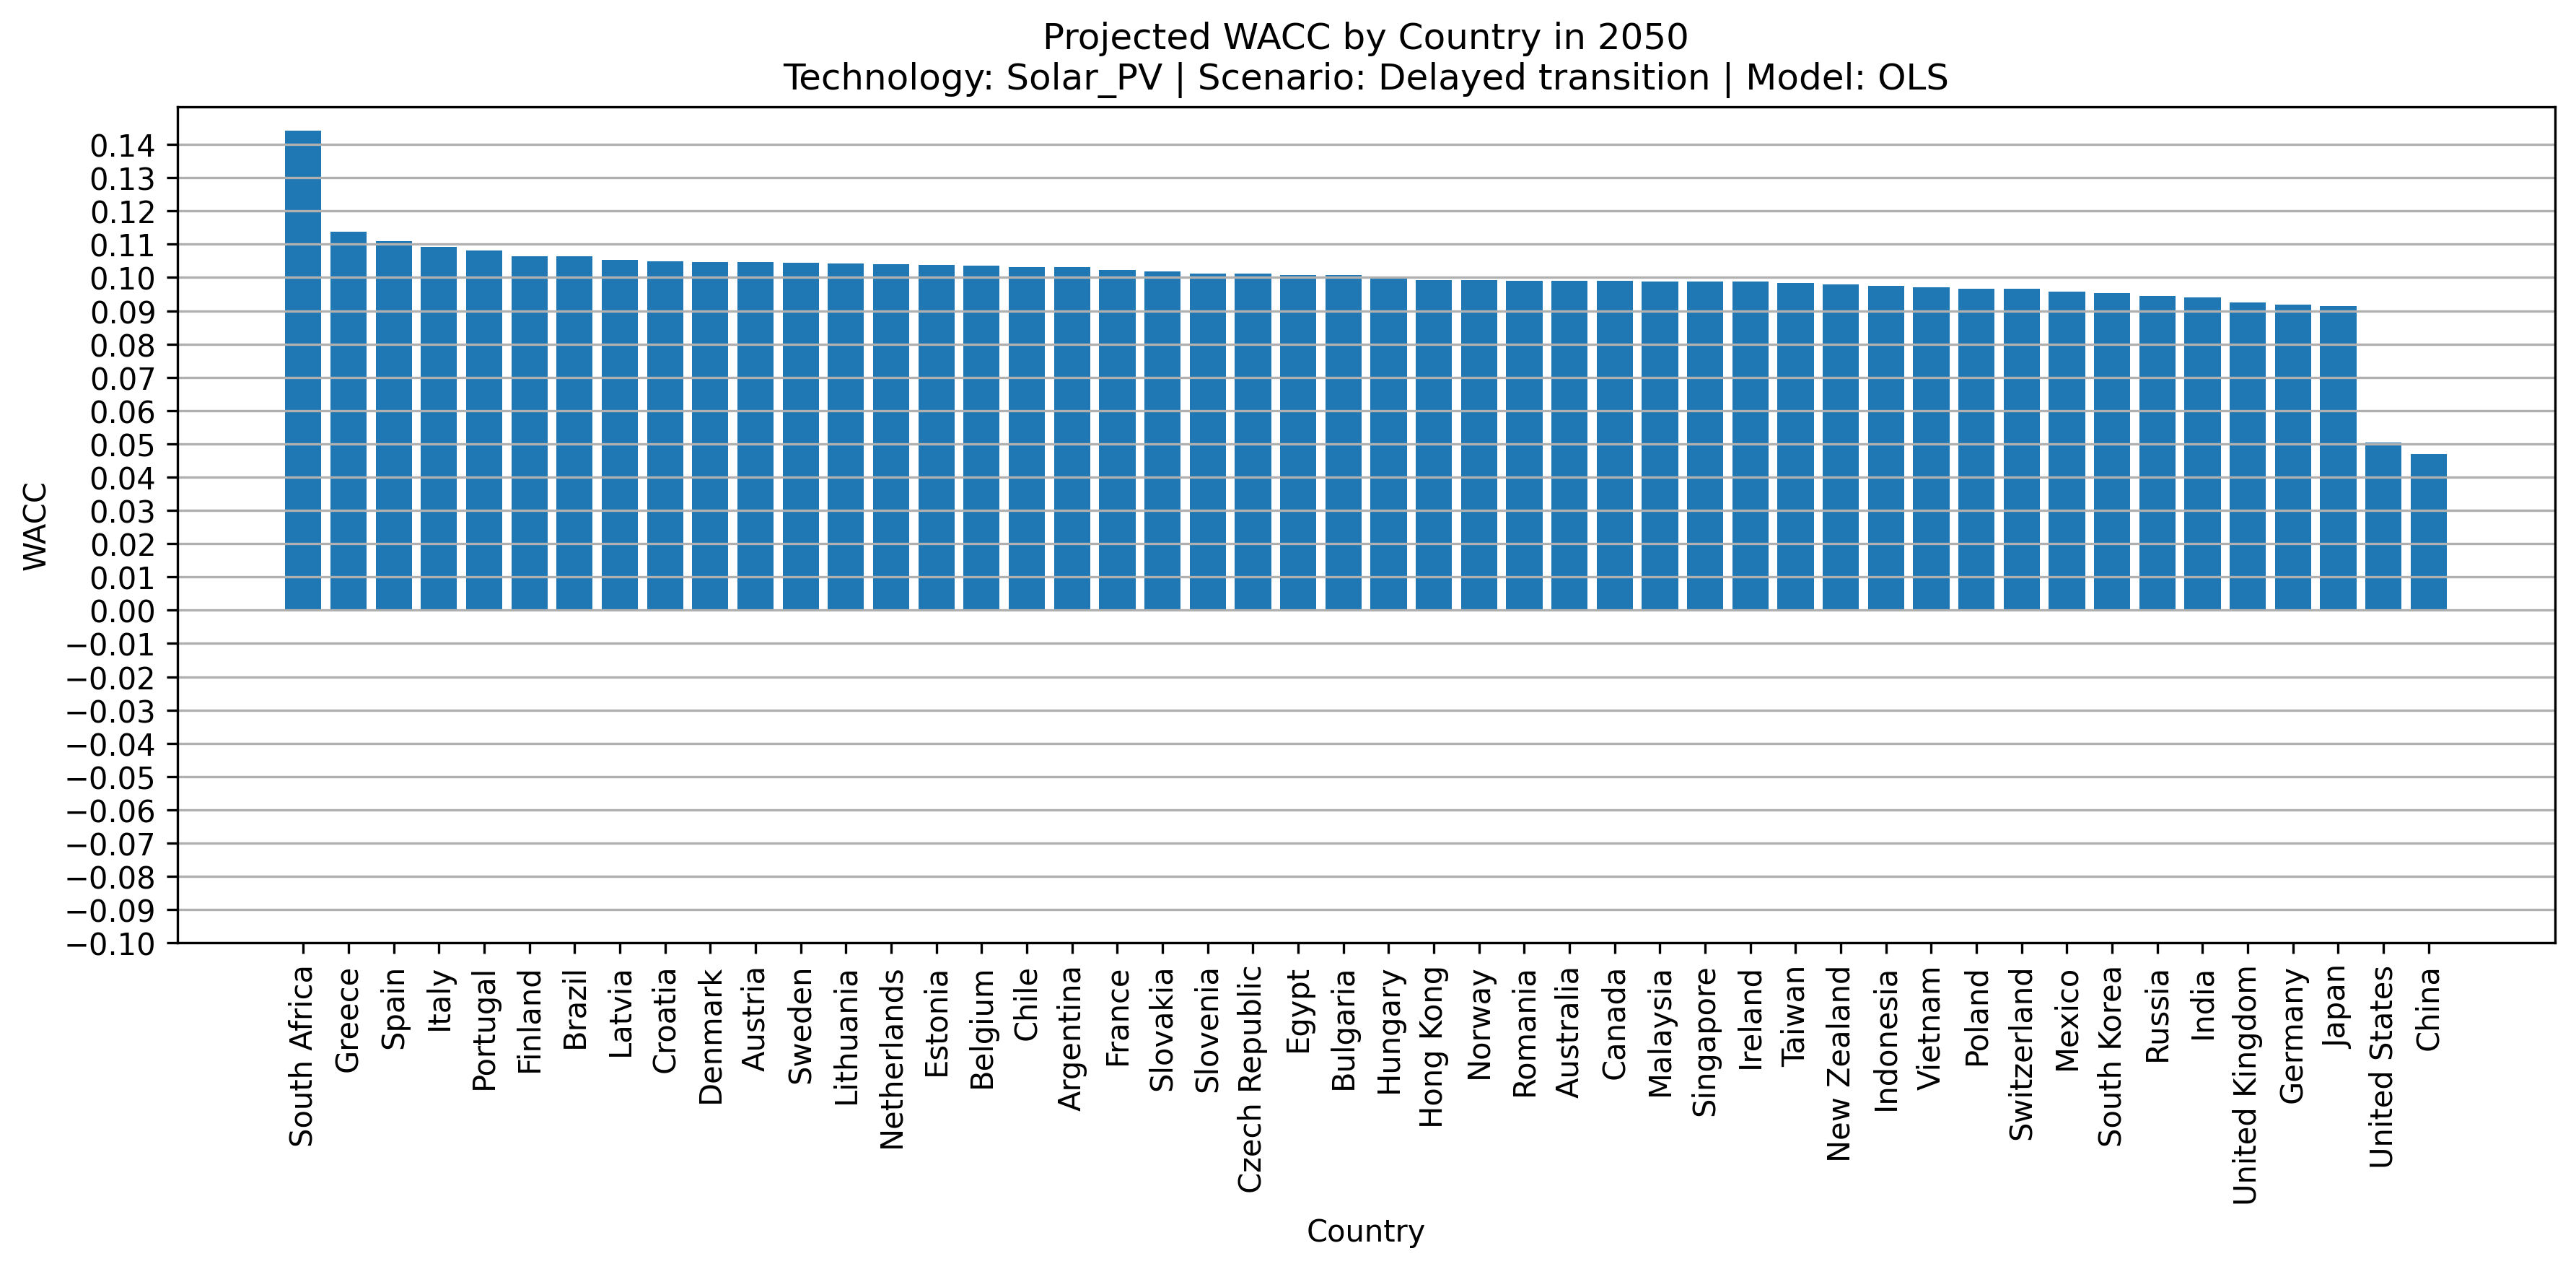 Projected WACC by Country in 2050
Technology: Solar_PV | Scenario: Delayed transition | Model: OLS
WACC
0.14
0.13
0.12
0.11
0.10
0.09
0.08
0.07
0.06
0.05
0.04
0.03
0.02
0.01
0.00
−0.01
−0.02
−0.03
−0.04
−0.05
−0.06
−0.07
−0.08
−0.09
−0.10
South Africa
Greece
Spain
Italy
Portugal
Finland
Brazil
Latvia
Croatia
Denmark
Austria
Sweden
Lithuania
Netherlands
Estonia
Belgium
Chile
Argentina
France
Slovakia
Slovenia
Czech Republic
Egypt
Bulgaria
Hungary
Hong Kong
Norway
Romania
Australia
Canada
Malaysia
Singapore
Ireland
Taiwan
New Zealand
Indonesia
Vietnam
Poland
Switzerland
Mexico
South Korea
Russia
India
United Kingdom
Germany
Japan
United States
China
Country